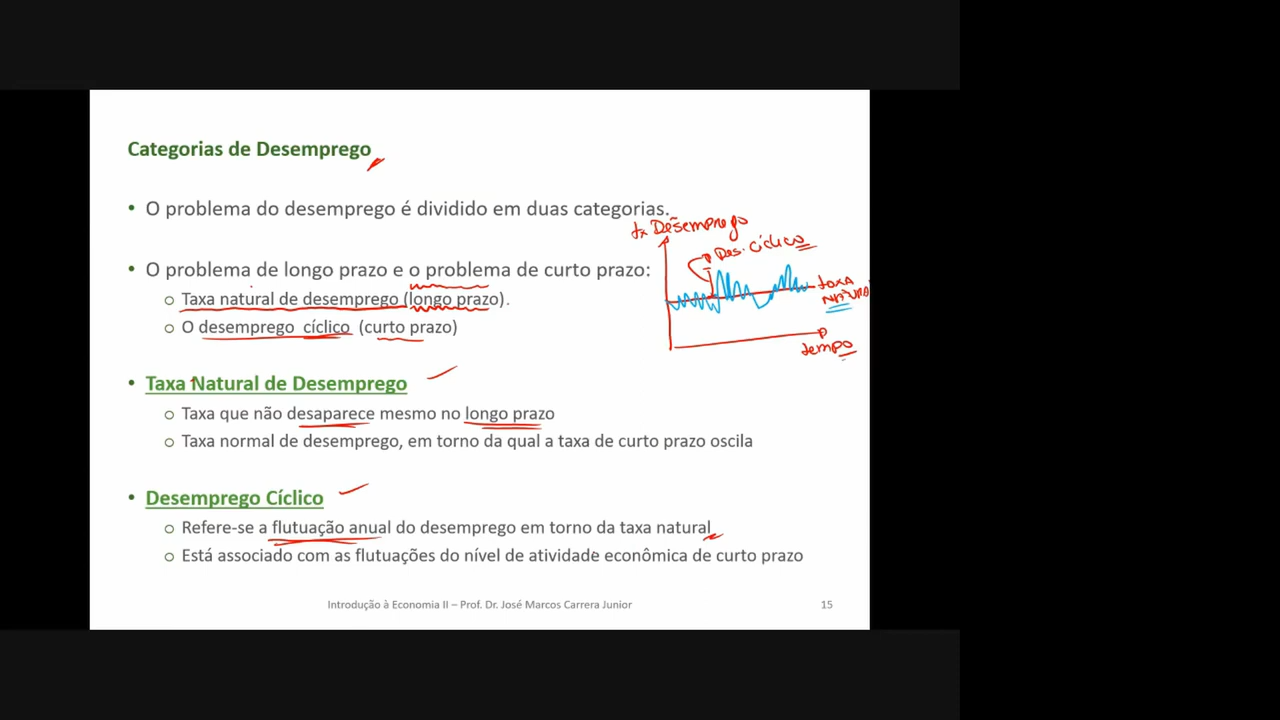 Categorias de Desemprego
• O problema do desemprego é dividido em duas categorias.
tx Desemprego
Des. Cíclico
• O problema de longo prazo e o problema de curto prazo:
○ Taxa natural de desemprego (longo prazo).
○ O desemprego cíclico (curto prazo)
taxa
natural
tempo
• Taxa Natural de Desemprego
○ Taxa que não desaparece mesmo no longo prazo
○ Taxa normal de desemprego, em torno da qual a taxa de curto prazo oscila
• Desemprego Cíclico
○ Refere-se a flutuação anual do desemprego em torno da taxa natural
○ Está associado com as flutuações do nível de atividade econômica de curto prazo
Introdução à Economia II – Prof. Dr. José Marcos Carrera Junior
15